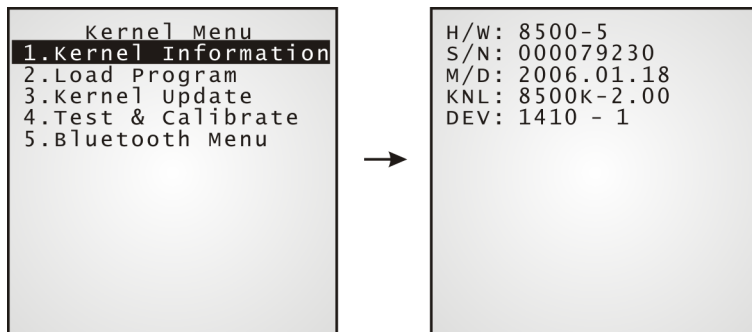 Kernel Menu
1.Kernel Information
2.Load Program
3.Kernel Update
4.Test & Calibrate
5.Bluetooth Menu
H/W: 8500-5
S/N: 000079230
M/D: 2006.01.18
KNL: 8500K-2.00
DEV: 1410 - 1